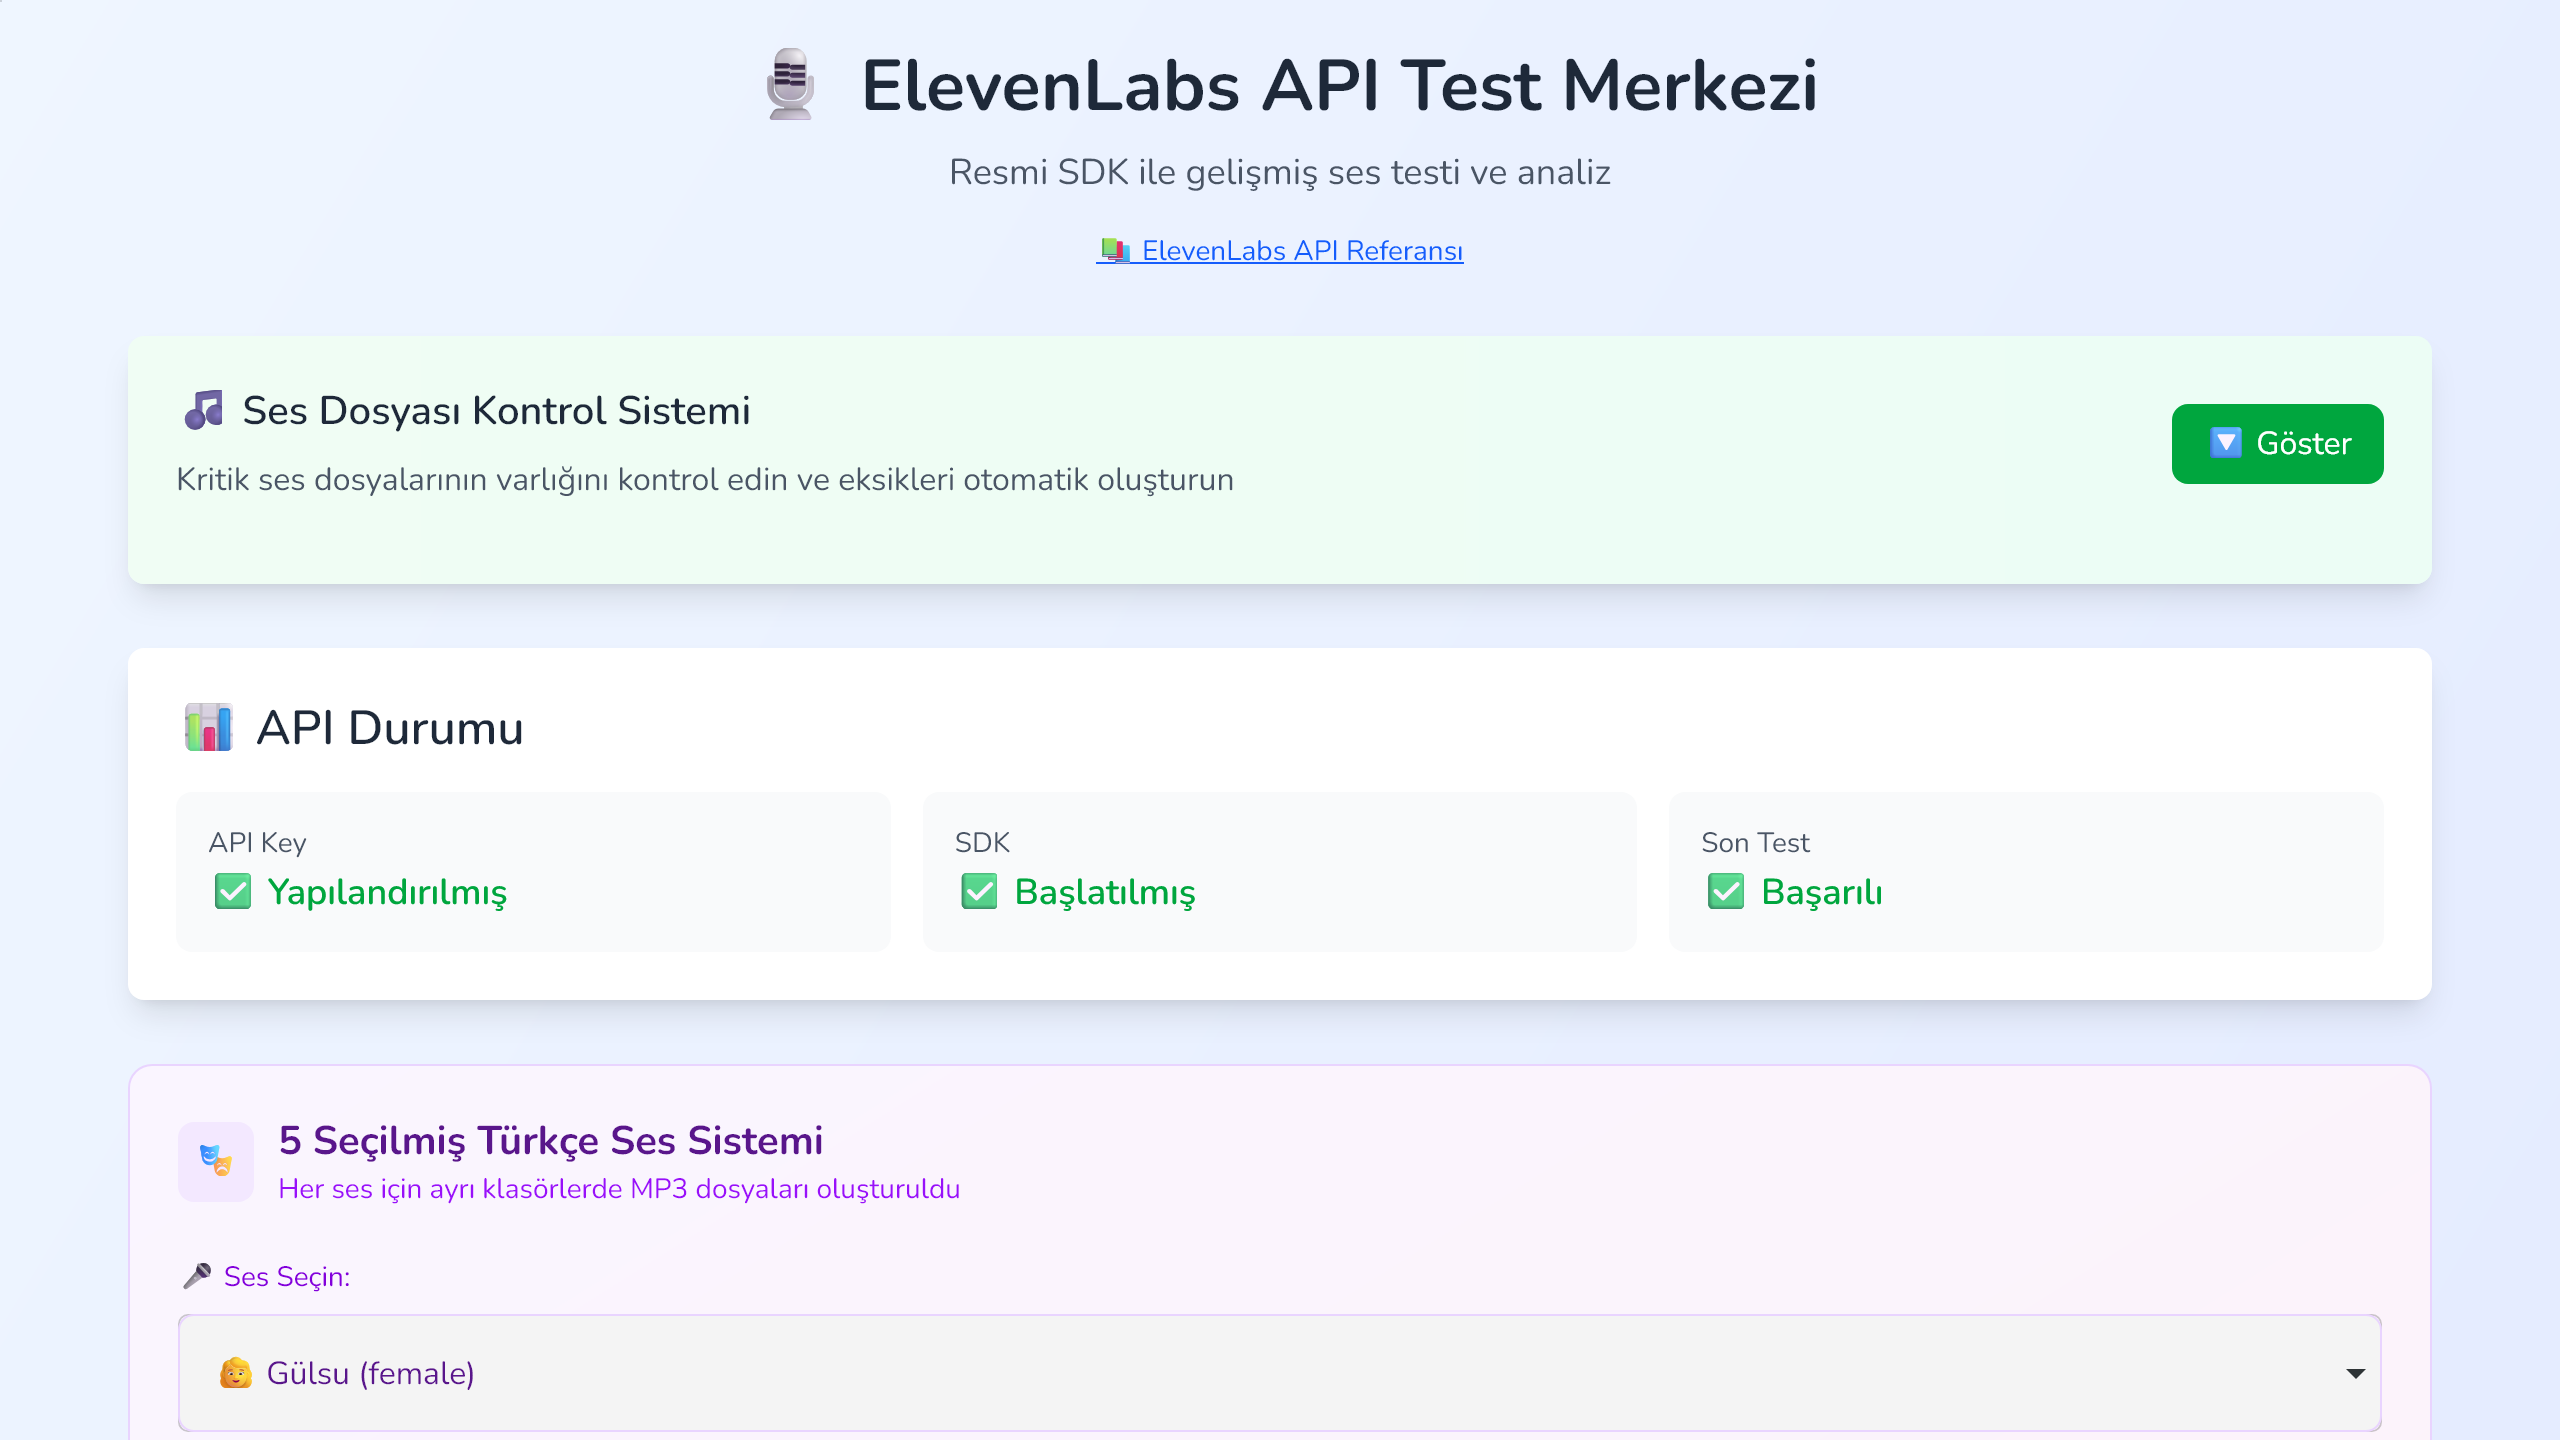 ElevenLabs API Test Merkezi
Resmi SDK ile gelişmiş ses testi ve analiz
ElevenLabs API Referansı
Ses Dosyası Kontrol Sistemi
Kritik ses dosyalarının varlığını kontrol edin ve eksikleri otomatik oluşturun
Göster
API Durumu
API Key
Yapılandırılmış
SDK
Başlatılmış
Son Test
Başarılı
5 Seçilmiş Türkçe Ses Sistemi
Her ses için ayrı klasörlerde MP3 dosyaları oluşturuldu
Ses Seçin:
Gülsu (female)